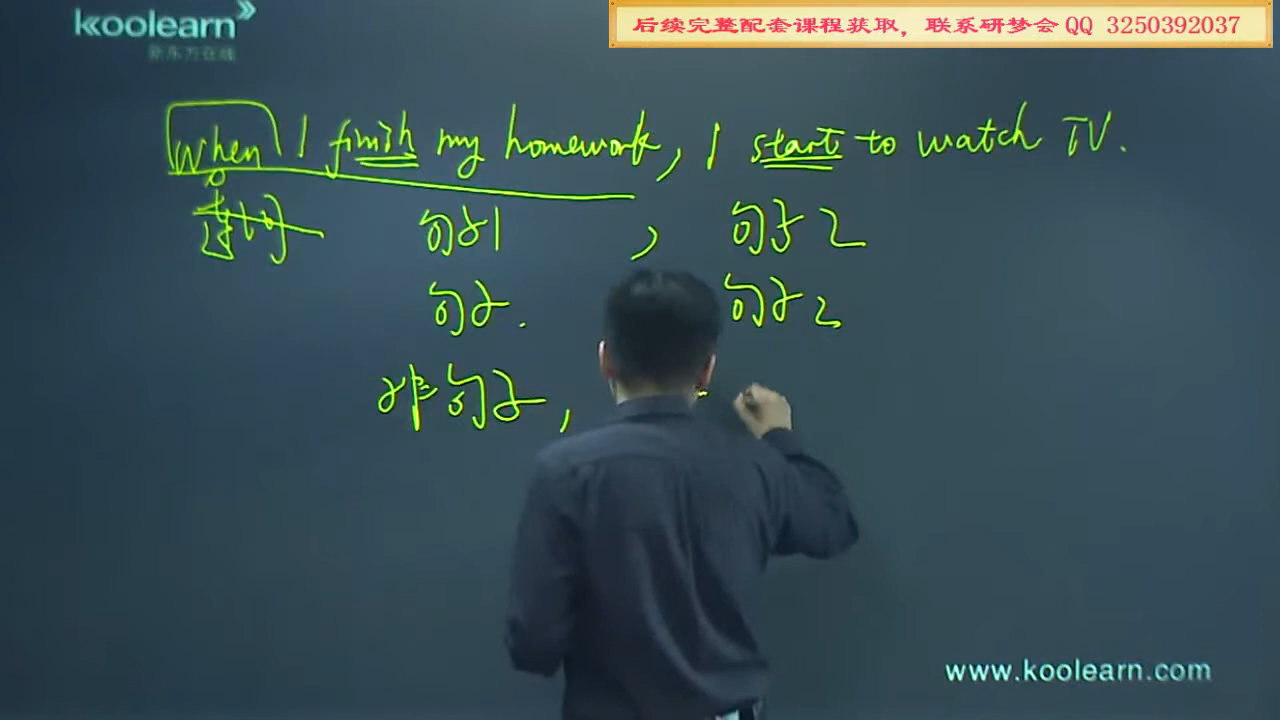 koolearn
新东方在线
后续完整配套课程获取，联系研梦会QQ 3250392037
when I finish my homework, I start to watch TV.
连词 句子1 , 句子2
句子. 句子2
非句子,
www.koolearn.com